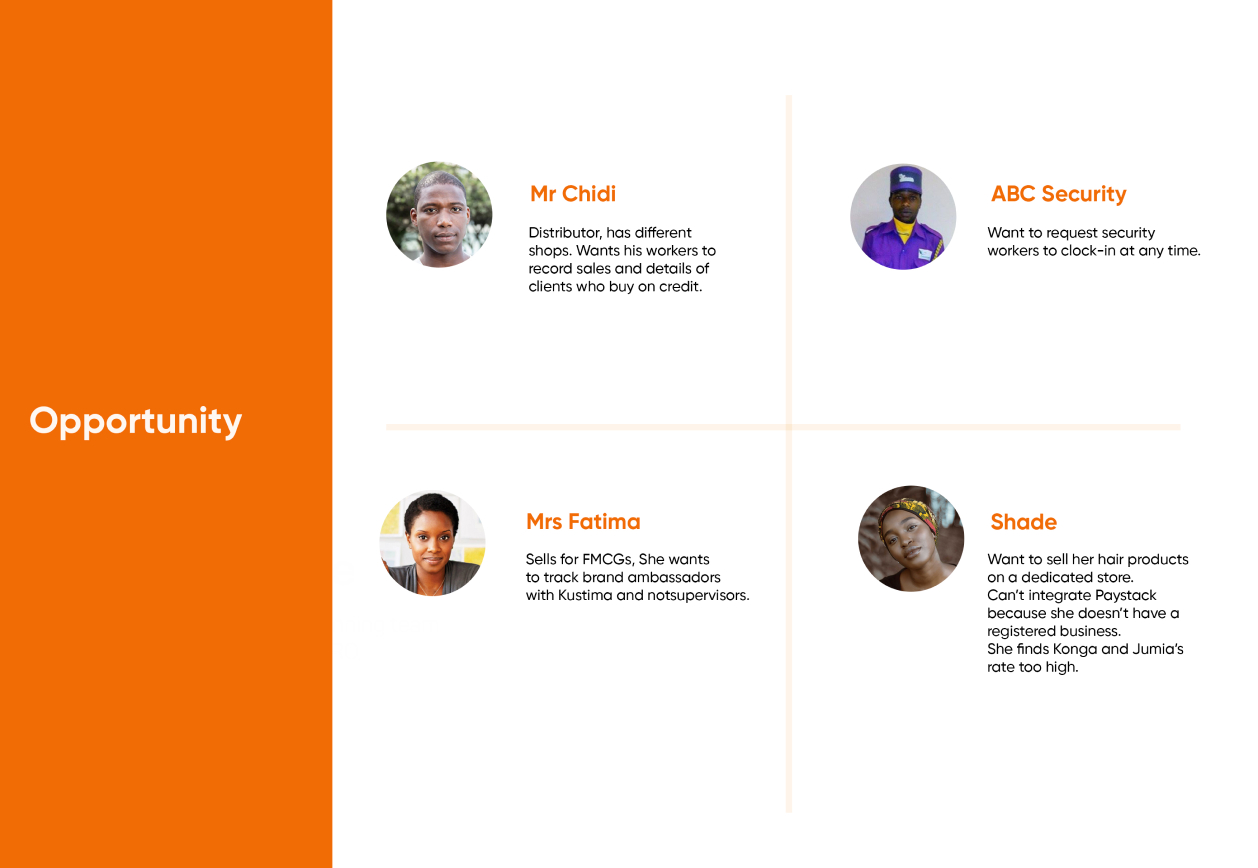 Opportunity
Mr Chidi
Distributor, has different
shops. Wants his workers to
record sales and details of
clients who buy on credit.
ABC Security
Want to request security
workers to clock-in at any time.
Mrs Fatima
Sells for FMCGs, She wants
to track brand ambassadors
with Kustima and notsupervisors.
Shade
Want to sell her hair products
on a dedicated store.
Can't integrate Paystack
because she doesn't have a
registered business.
She finds Konga and Jumia's
rate too high.